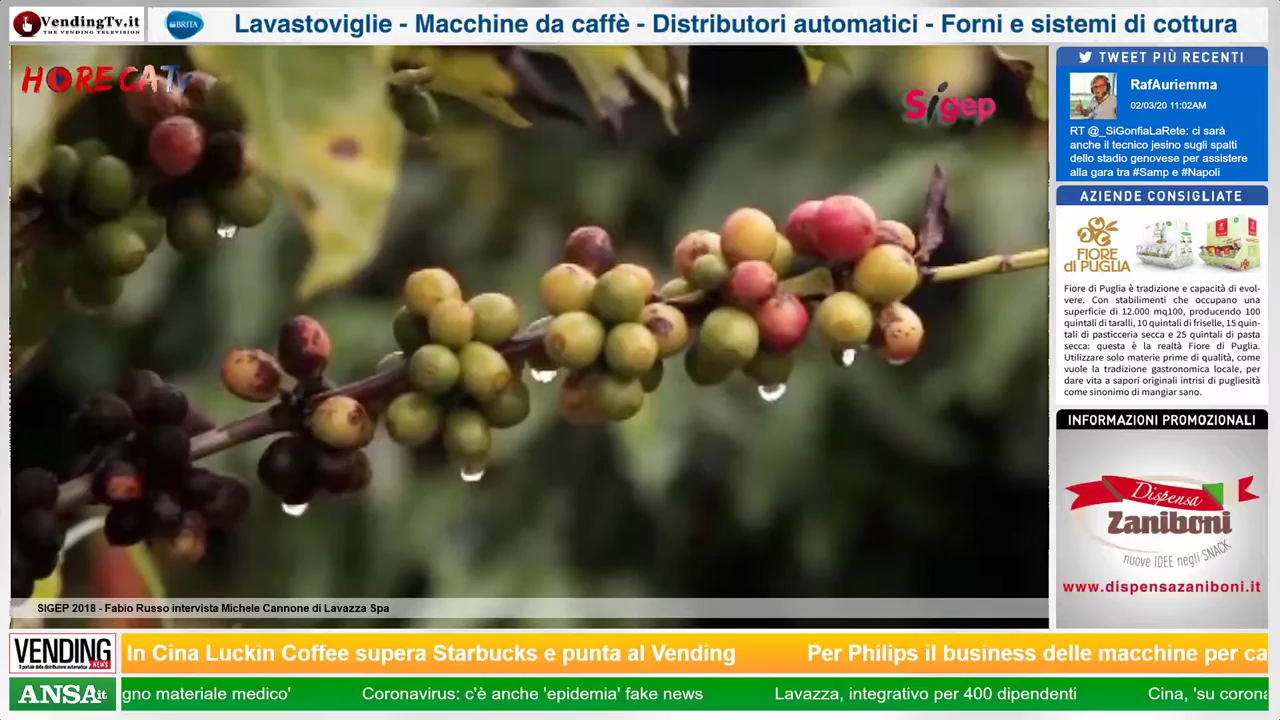 VendingTv.it
THE VENDING TELEVISION
BRITA
Lavastoviglie - Macchine da caffè - Distributori automatici - Forni e sistemi di cottura
HORECATV
Sigep
TWEET PIÙ RECENTI
RafAuriemma
02/03/20 11:02AM
RT @_SiGonfiaLaRete: ci sarà
anche il tecnico jesino sugli spalti
dello stadio genovese per assistere
alla gara tra #Samp e #Napoli
AZIENDE CONSIGLIATE
FIORE
di PUGLIA
Fiore di Puglia è tradizione e capacità di evol-
vere. Con stabilimenti che occupano una
superficie di 12.000 mq100, producendo 100
quintali di taralli, 10 quintali di friselle, 15 quin-
tali di pasticceria secca e 25 quintali di pasta
secca: questa è la realtà Fiore di Puglia.
Utilizzare solo materie prime di qualità, come
vuole la tradizione gastronomica locale, per
dare vita a sapori originali intrisi di pugliesità
come sinonimo di mangiar sano.
INFORMAZIONI PROMOZIONALI
Dispensa
Zaniboni
nuove IDEE negli SNACK
www.dispensazaniboni.it
SIGEP 2018 - Fabio Russo intervista Michele Cannone di Lavazza Spa
VENDING
NEWS
Il portale della distribuzione automatica
In Cina Luckin Coffee supera Starbucks e punta al Vending Per Philips il business delle macchine per ca
ANSA.it
gno materiale medico' Coronavirus: c'è anche 'epidemia' fake news Lavazza, integrativo per 400 dipendenti Cina, 'su corona